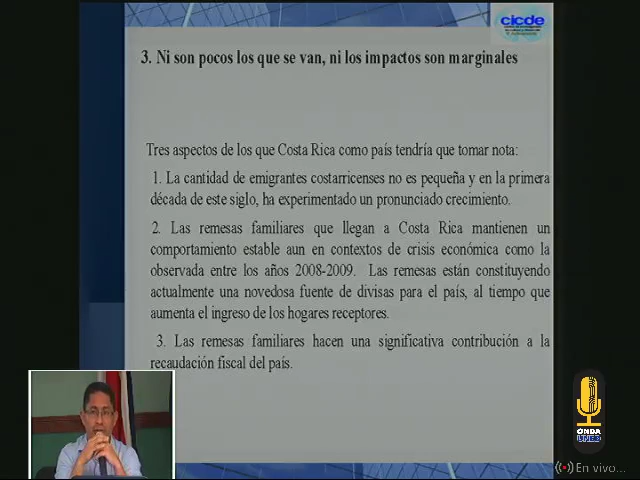 cicde
3. Ni son pocos los que se van, ni los impactos son marginales
Tres aspectos de los que Costa Rica como país tendría que tomar nota:
1. La cantidad de emigrantes costarricenses no es pequeña y en la primera
década de este siglo, ha experimentado un pronunciado crecimiento.
2. Las remesas familiares que llegan a Costa Rica mantienen un
comportamiento estable aun en contextos de crisis económica como la
observada entre los años 2008-2009. Las remesas están constituyendo
actualmente una novedosa fuente de divisas para el país, al tiempo que
aumenta el ingreso de los hogares receptores.
3. Las remesas familiares hacen una significativa contribución a la
recaudación fiscal del país.
ONDA
UNED
En vivo...